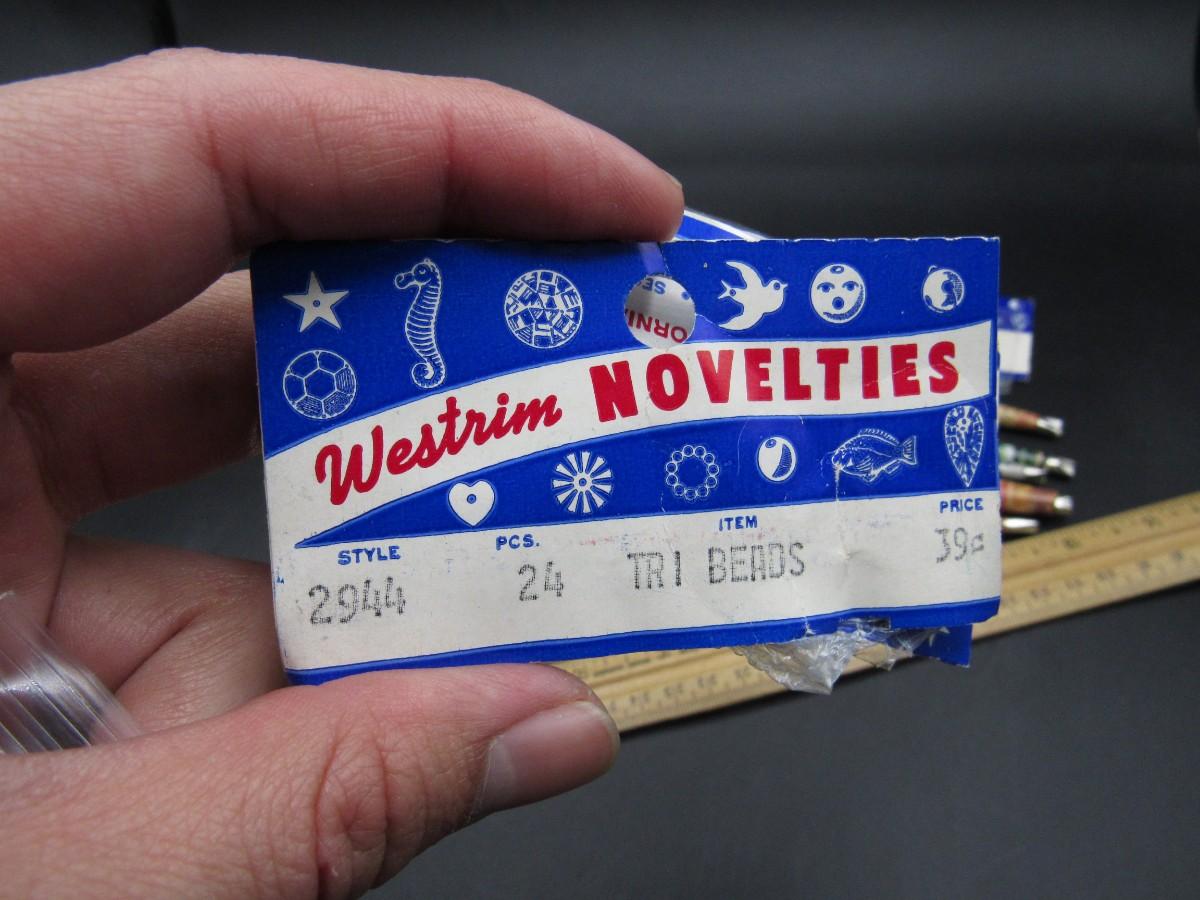 Westrim NOVELTIES
STYLE PCS. ITEM PRICE
2944 24 TRI BEADS 39¢